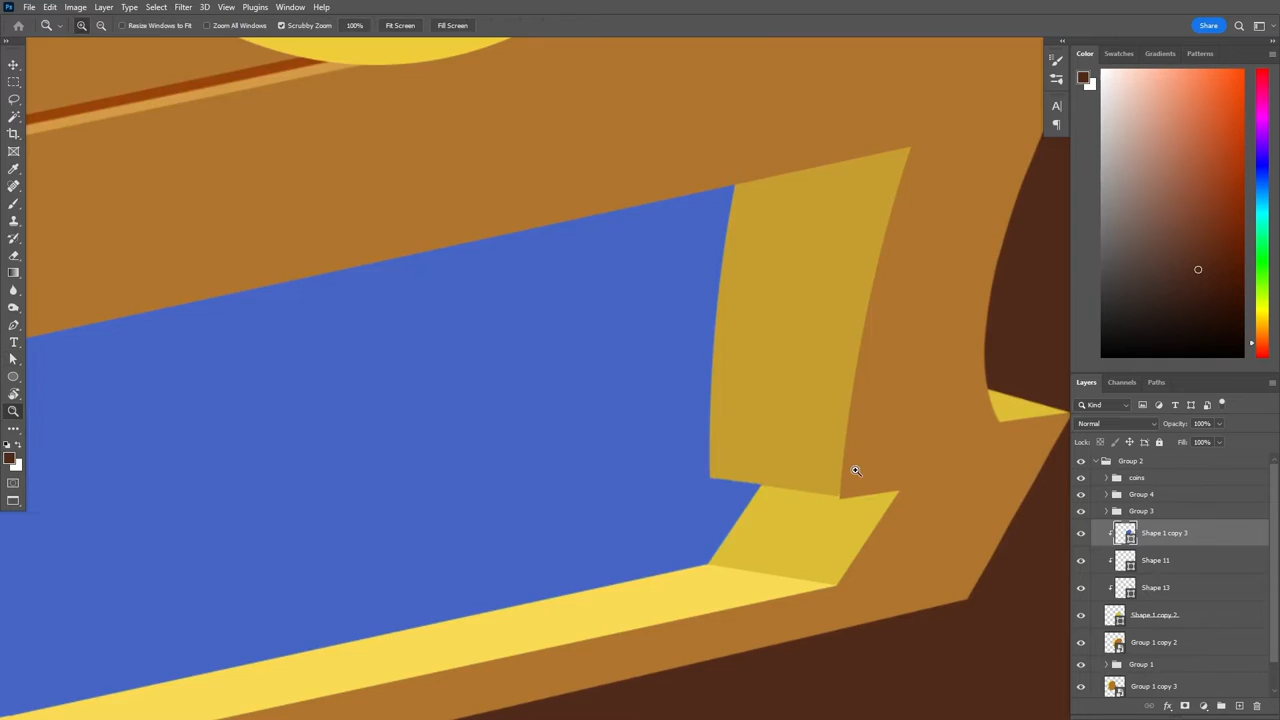 Ps File Edit Image Layer Type Select Filter 3D View Plugins Window Help
Resize Windows to Fit Zoom All Windows Scrubby Zoom 100% Fit Screen Fill Screen Share
Color Swatches Gradients Patterns
Layers Channels Paths
Kind
Normal Opacity: 100%
Lock: Fill: 100%
Group 2
coins
Group 4
Group 3
Shape 1 copy 3
Shape 11
Shape 13
Shape 1 copy 2
Group 1 copy 2
Group 1
Group 1 copy 3